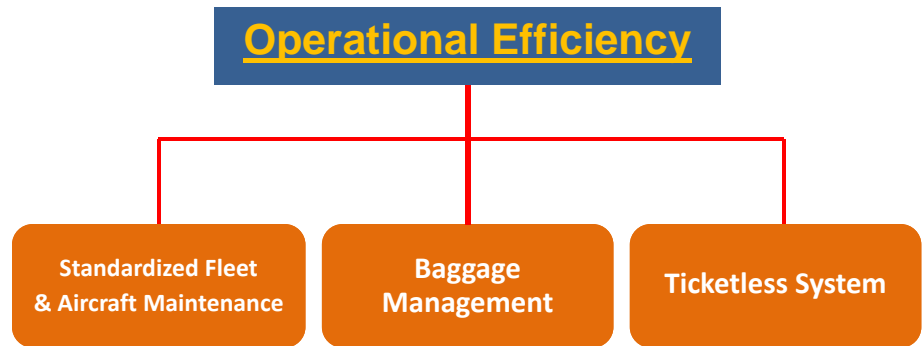 Operational Efficiency
Standardized Fleet
& Aircraft Maintenance
Baggage
Management
Ticketless System